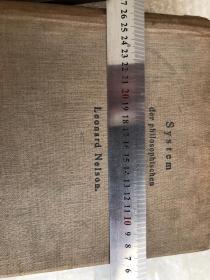 System
der philosophischen
Leonard Nelson.
27 26 25 24 23 22 21 20 19 18 17 16 15 14 13 12 11 10 9 8 7 6